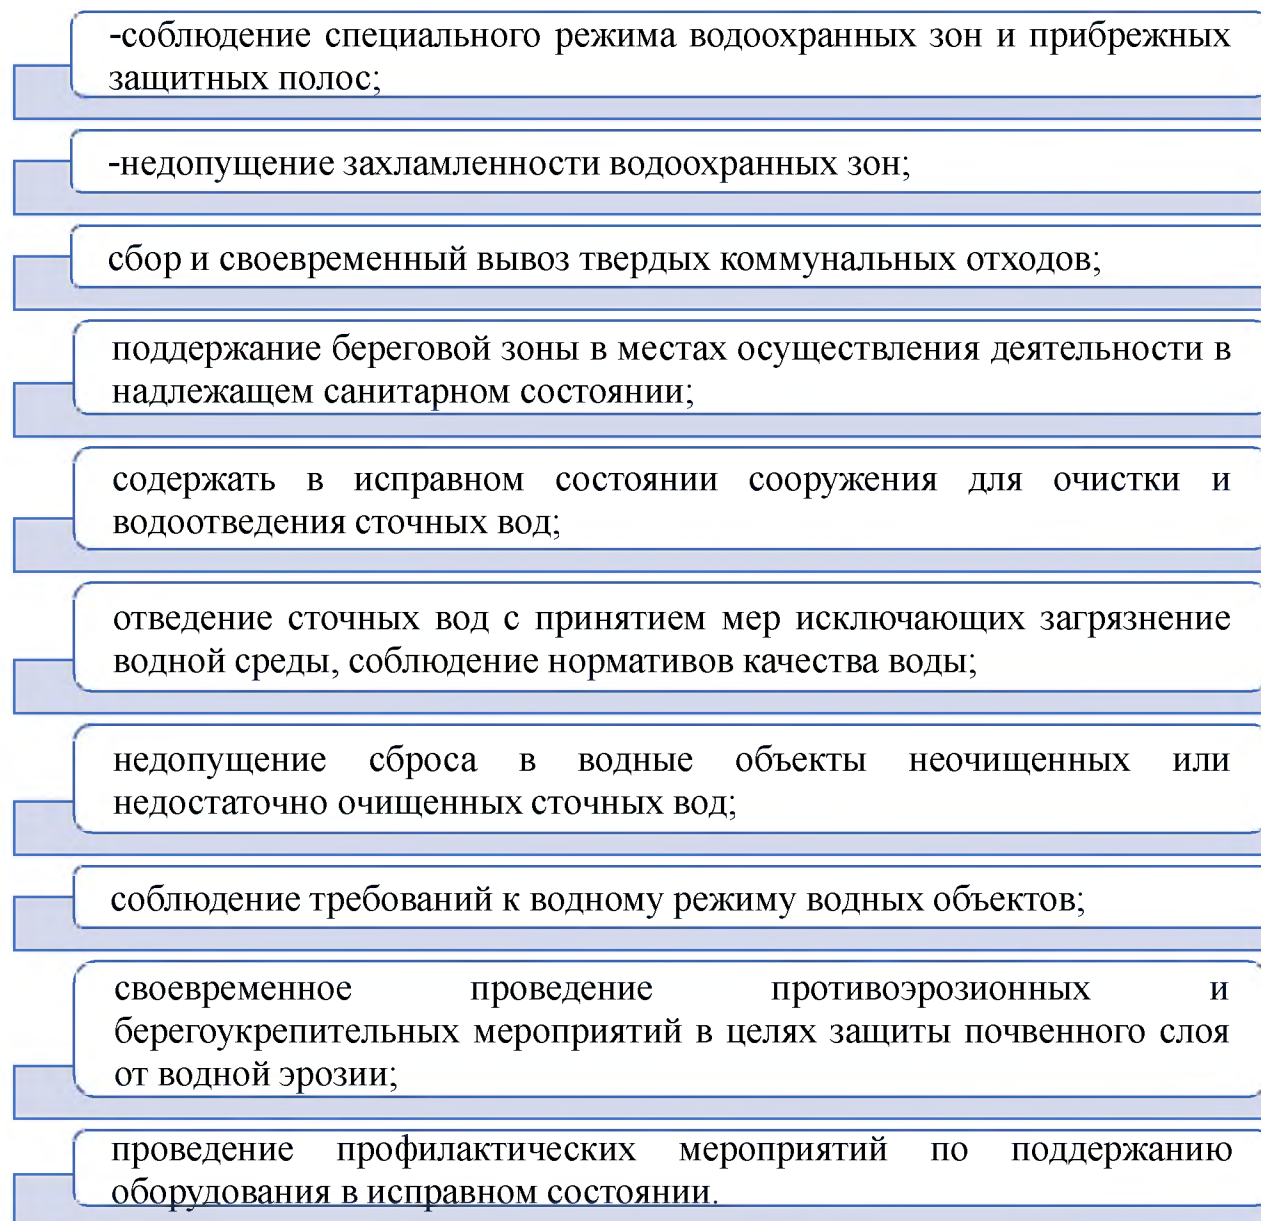 -соблюдение специального режима водоохранных зон и прибрежных
защитных полос;
-недопущение захламленности водоохранных зон;
сбор и своевременный вывоз твердых коммунальных отходов;
поддержание береговой зоны в местах осуществления деятельности в
надлежащем санитарном состоянии;
содержать в исправном состоянии сооружения для очистки и
водоотведения сточных вод;
отведение сточных вод с принятием мер исключающих загрязнение
водной среды, соблюдение нормативов качества воды;
недопущение сброса в водные объекты неочищенных или
недостаточно очищенных сточных вод;
соблюдение требований к водному режиму водных объектов;
своевременное проведение противоэрозионных и
берегоукрепительных мероприятий в целях защиты почвенного слоя
от водной эрозии;
проведение профилактических мероприятий по поддержанию
оборудования в исправном состоянии.